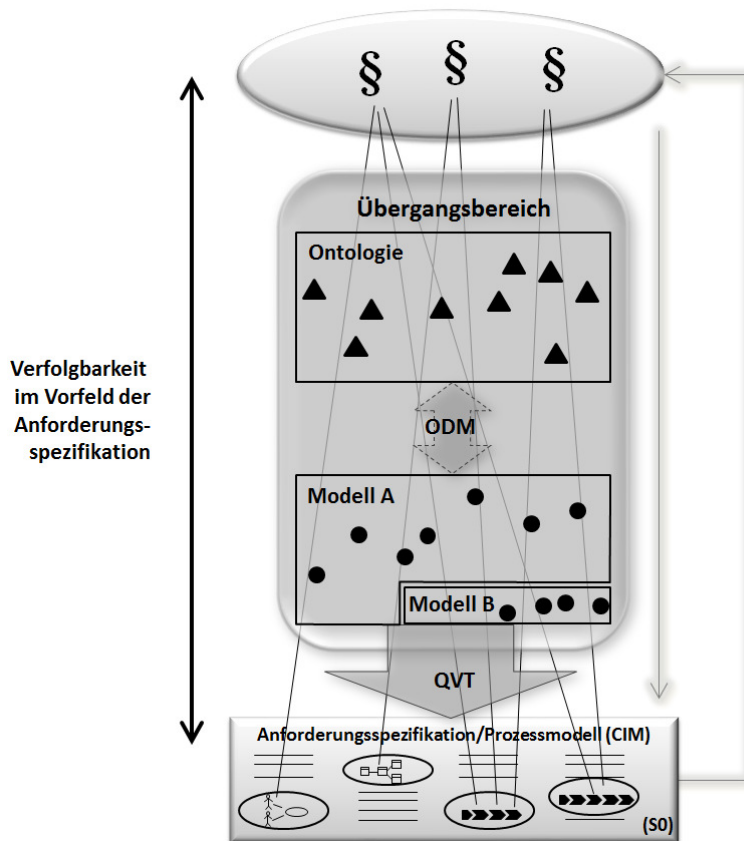 § § §
Übergangsbereich
Ontologie
Verfolgbarkeit
im Vorfeld der
Anforderungs-
spezifikation
ODM
Modell A
Modell B
QVT
Anforderungsspezifikation/Prozessmodell (CIM)
(S0)